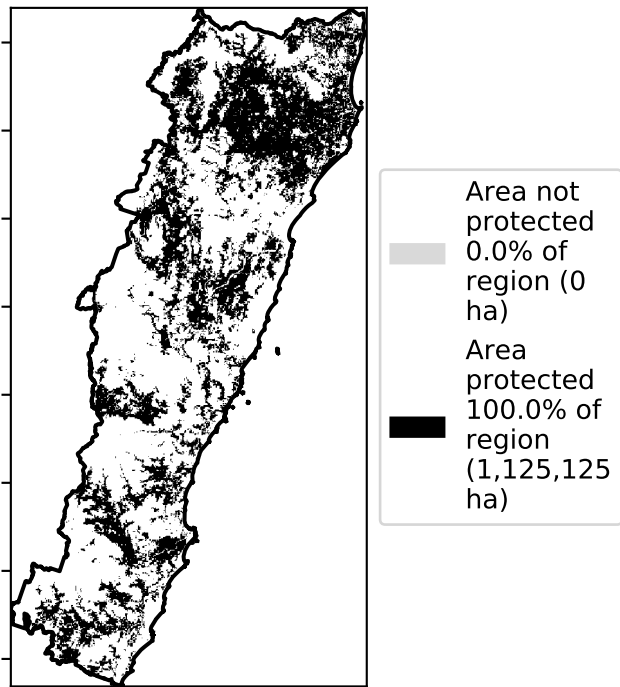 Area not
protected
0.0% of
region (0
ha)
Area
protected
100.0% of
region
(1,125,125
ha)